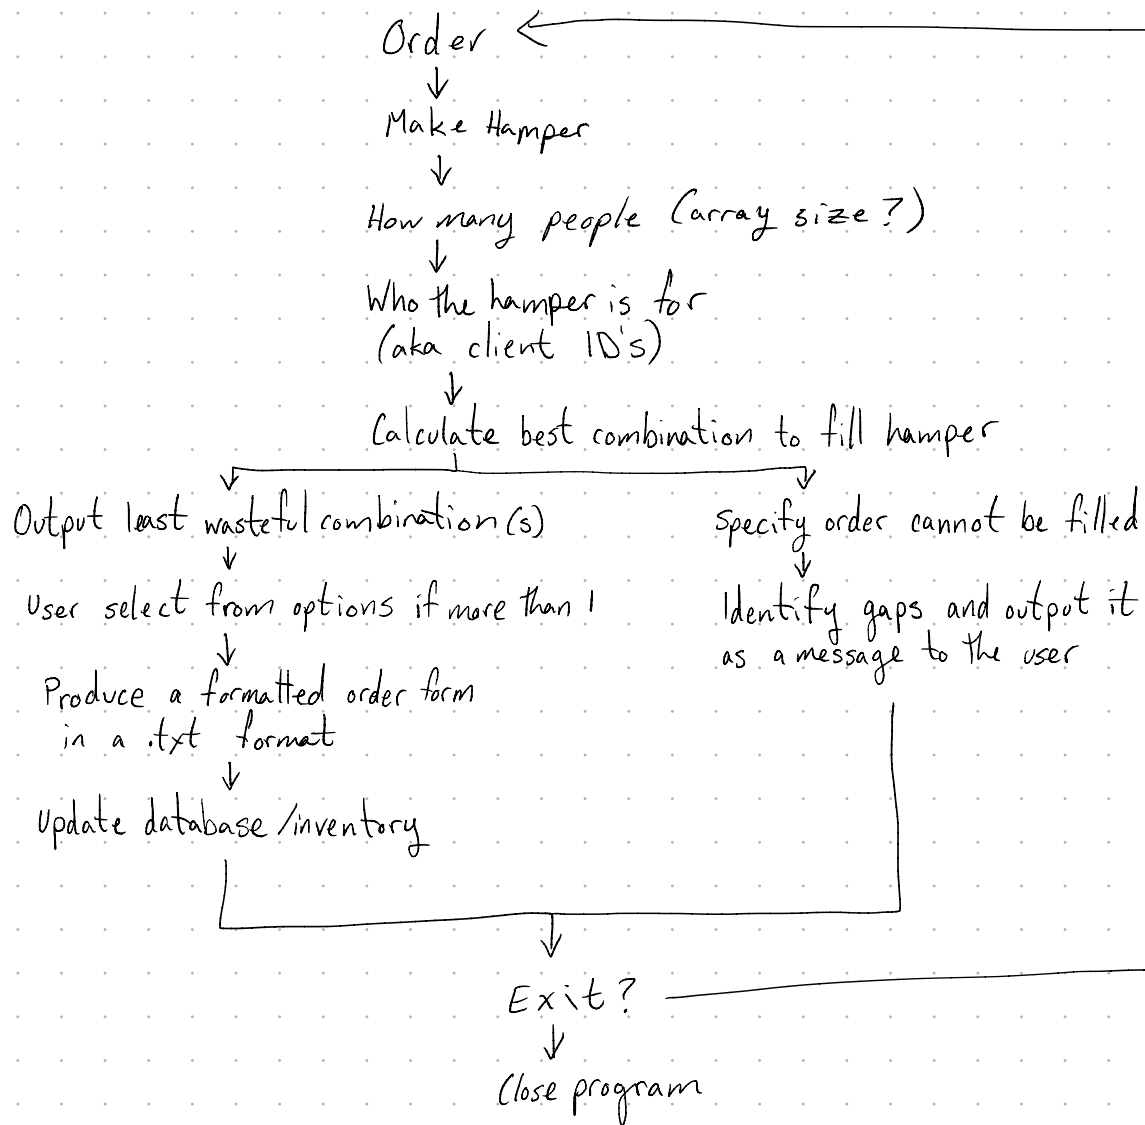 Order
Make Hamper
How many people (array size?)
Who the hamper is for
(aka client ID's)
Calculate best combination to fill hamper
Output least wasteful combination(s)
User select from options if more than 1
Produce a formatted order form
in a .txt format
Update database/inventory
Specify order cannot be filled
Identify gaps and output it
as a message to the user
Exit?
Close program